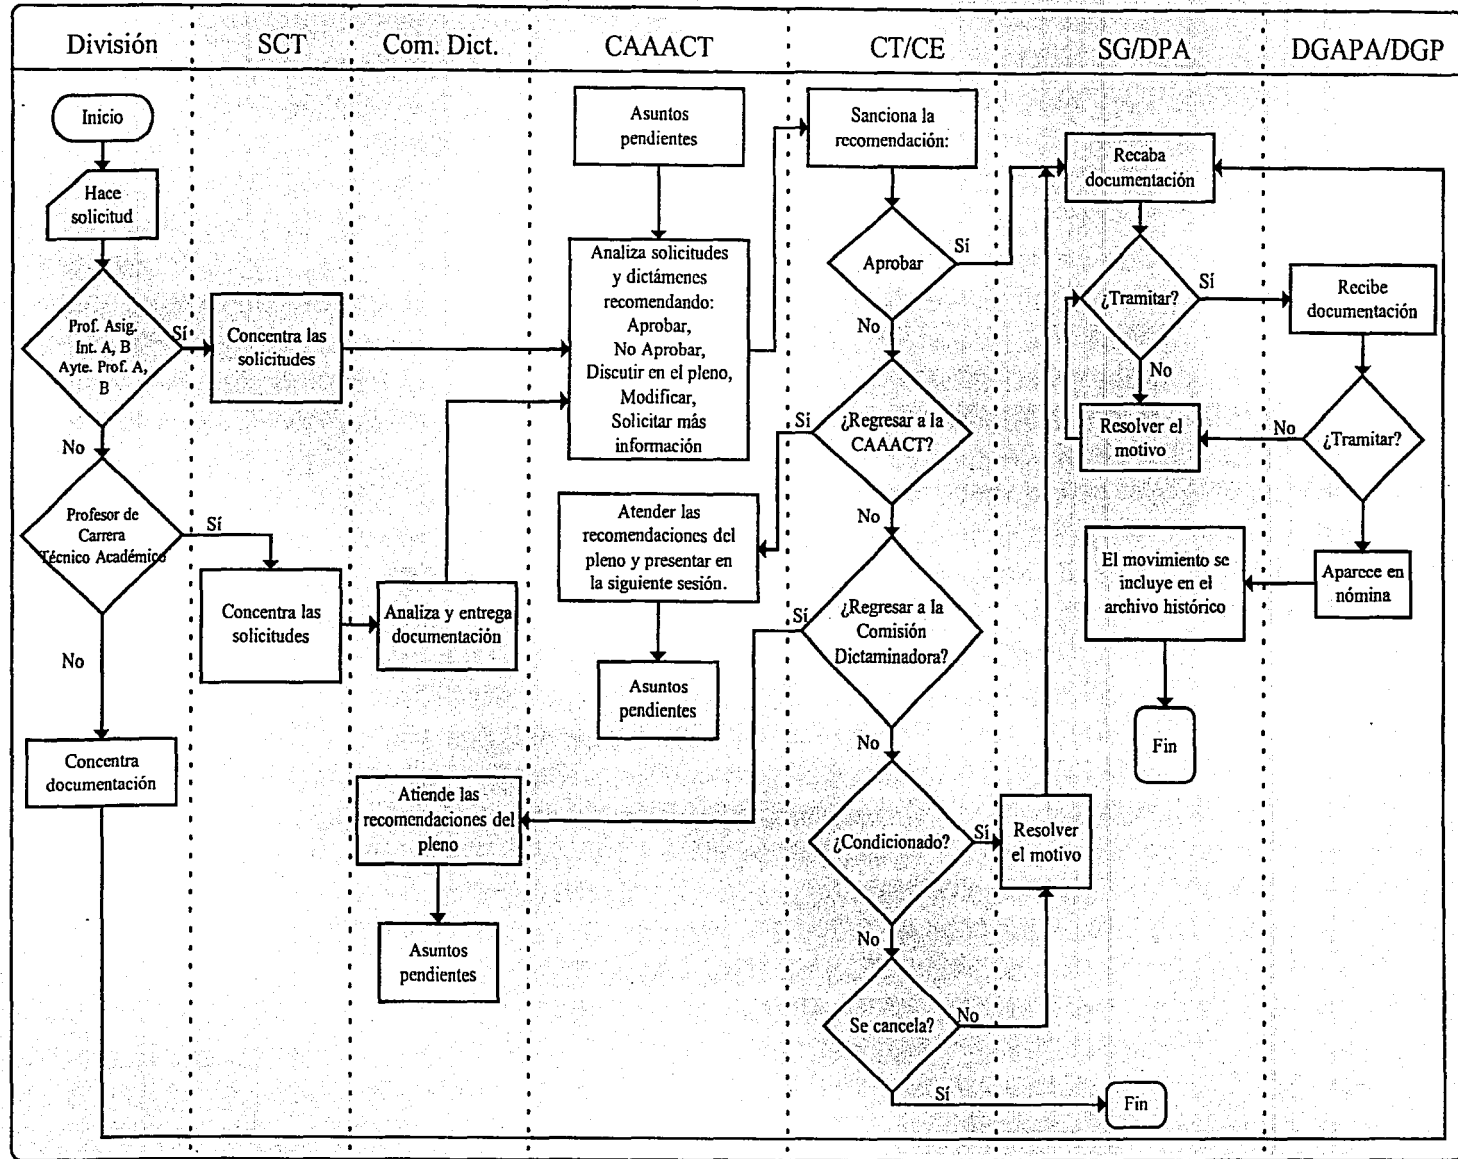 División
SCT
Com. Dict.
CAAACT
CT/CE
SG/DPA
DGAPA/DGP
Inicio
Hace
solicitud
Prof. Asig.
Int. A, B
Ayte. Prof. A,
B
Sí
No
Profesor de
Carrera
Técnico Académico
Sí
No
Concentra
documentación
Concentra las
solicitudes
Concentra las
solicitudes
Analiza y entrega
documentación
Atiende las
recomendaciones del
pleno
Asuntos
pendientes
Asuntos
pendientes
Analiza solicitudes
y dictámenes
recomendando:
Aprobar,
No Aprobar,
Discutir en el pleno,
Modificar,
Solicitar más
información
Atender las
recomendaciones del
pleno y presentar en
la siguiente sesión.
Asuntos
pendientes
Sanciona la
recomendación:
Aprobar
Sí
No
¿Regresar a la
CAAACT?
Sí
No
¿Regresar a la
Comisión
Dictaminadora?
Sí
No
¿Condicionado?
Sí
No
Se cancela?
No
Sí
Resolver
el motivo
Fin
Recaba
documentación
¿Tramitar?
Sí
No
Resolver el
motivo
El movimiento se
incluye en el
archivo histórico
Fin
Recibe
documentación
¿Tramitar?
No
Aparece en
nómina